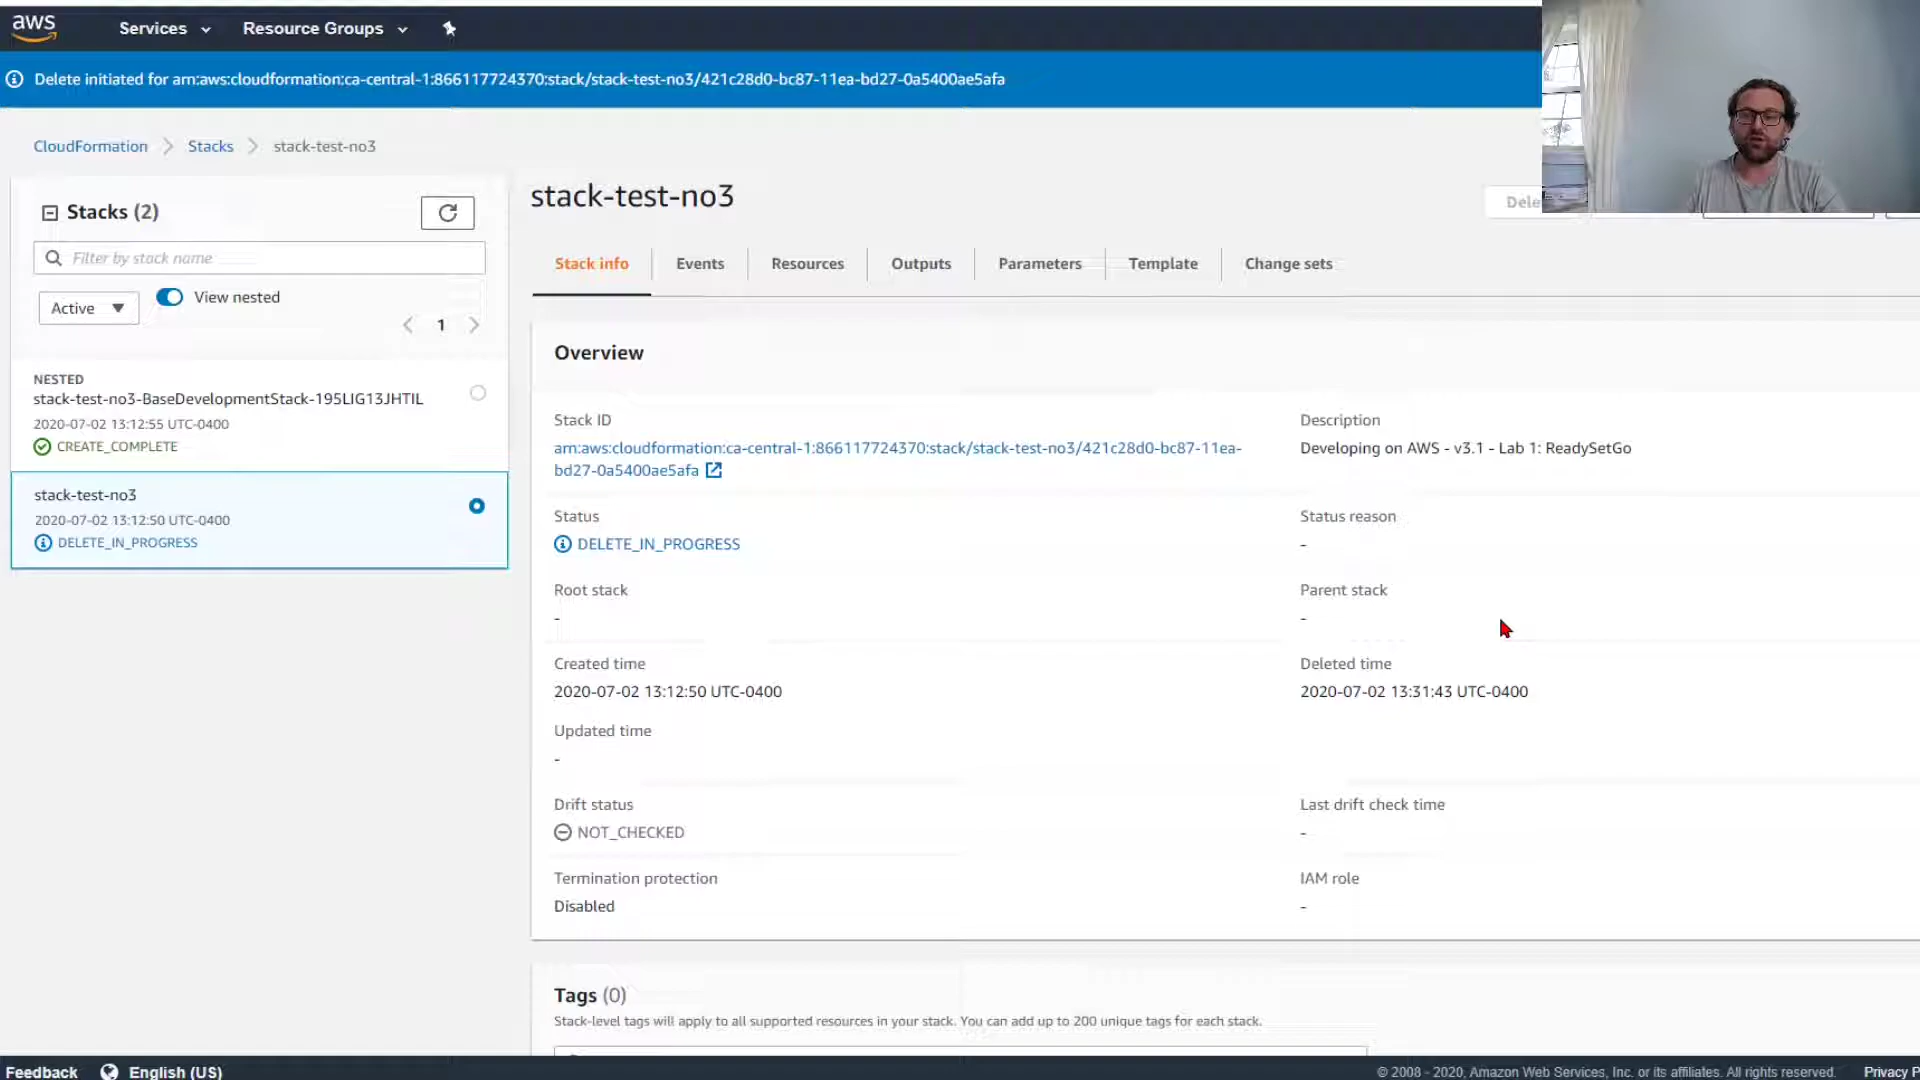 aws Services Resource Groups
Delete initiated for arn:aws:cloudformation:ca-central-1:866117724370:stack/stack-test-no3/421c28d0-bc87-11ea-bd27-0a5400ae5afa
CloudFormation Stacks stack-test-no3
Stacks (2)
Filter by stack name
Active View nested
1
NESTED
stack-test-no3-BaseDevelopmentStack-195LIG13JHTIL
2020-07-02 13:12:55 UTC-0400
CREATE_COMPLETE
stack-test-no3
2020-07-02 13:12:50 UTC-0400
DELETE_IN_PROGRESS
stack-test-no3
Dele
Stack info Events Resources Outputs Parameters Template Change sets
Overview
Stack ID
arn:aws:cloudformation:ca-central-1:866117724370:stack/stack-test-no3/421c28d0-bc87-11ea-
bd27-0a5400ae5afa
Description
Developing on AWS - v3.1 - Lab 1: ReadySetGo
Status
DELETE_IN_PROGRESS
Status reason
-
Root stack
-
Parent stack
-
Created time
2020-07-02 13:12:50 UTC-0400
Deleted time
2020-07-02 13:31:43 UTC-0400
Updated time
-
Drift status
NOT_CHECKED
Last drift check time
-
Termination protection
Disabled
IAM role
-
Tags (0)
Stack-level tags will apply to all supported resources in your stack. You can add up to 200 unique tags for each stack.
Feedback English (US) © 2008 - 2020, Amazon Web Services, Inc. or its affiliates. All rights reserved. Privacy P